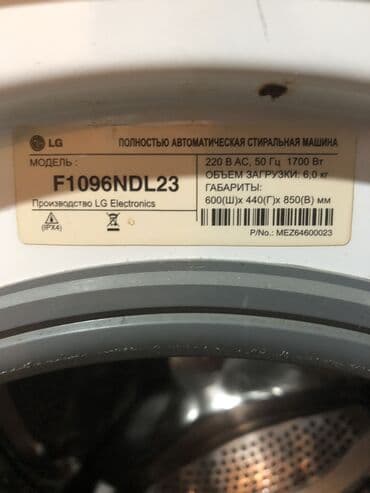 LG
ПОЛНОСТЬЮ АВТОМАТИЧЕСКАЯ СТИРАЛЬНАЯ МАШИНА
МОДЕЛЬ :
F1096NDL23
Производство LG Electronics
(IPX4)
220 В AC, 50 Гц 1700 Вт
ОБЪЕМ ЗАГРУЗКИ: 6,0 кг
ГАБАРИТЫ:
600(Ш)x 440(Г)x 850(В) мм
P/No.: MEZ64600023